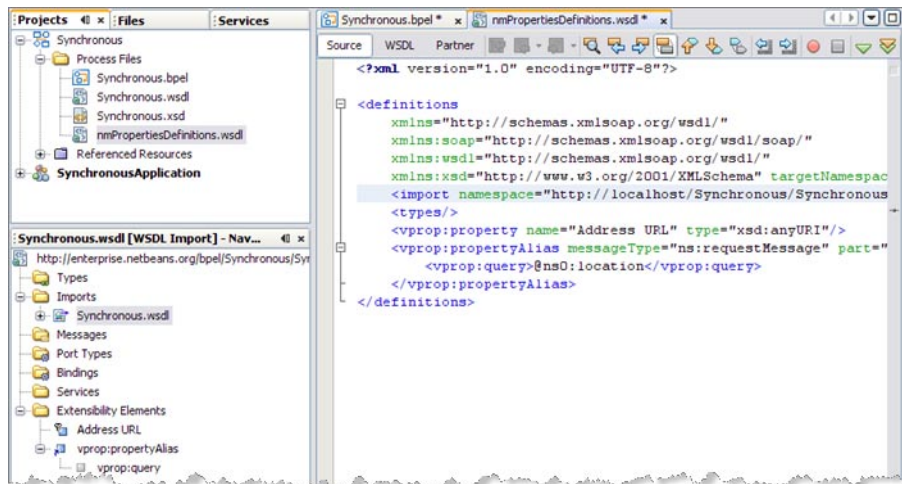 Projects
Files
Services
Synchronous
Process Files
Synchronous.bpel
Synchronous.wsdl
Synchronous.xsd
nmPropertiesDefinitions.wsdl
Referenced Resources
SynchronousApplication
Synchronous.wsdl [WSDL Import] - Nav...
http://enterprise.netbeans.org/bpel/Synchronous/Syr
Types
Imports
Synchronous.wsdl
Messages
Port Types
Bindings
Services
Extensibility Elements
Address URL
vprop:propertyAlias
vprop:query
Synchronous.bpel * x nmPropertiesDefinitions.wsdl * x
Source WSDL Partner
<?xml version="1.0" encoding="UTF-8"?>
<definitions
xmlns="http://schemas.xmlsoap.org/wsdl/"
xmlns:soap="http://schemas.xmlsoap.org/wsdl/soap/"
xmlns:wsdl="http://schemas.xmlsoap.org/wsdl/"
xmlns:xsd="http://www.w3.org/2001/XMLSchema" targetNamespac
<import namespace="http://localhost/Synchronous/Synchronous
<types/>
<vprop:property name="Address URL" type="xsd:anyURI"/>
<vprop:propertyAlias messageType="ns:requestMessage" part="
<vprop:query>@ns0:location</vprop:query>
</vprop:propertyAlias>
</definitions>